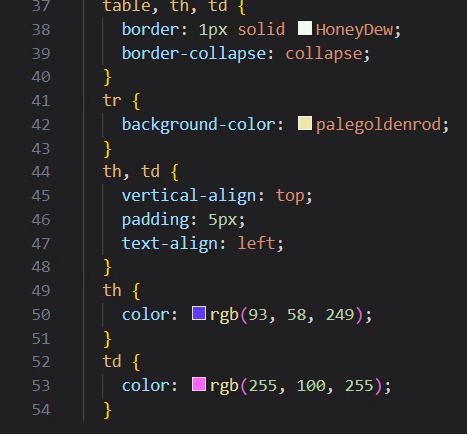 37 table, th, td {
38 border: 1px solid HoneyDew;
39 border-collapse: collapse;
40 }
41 tr {
42 background-color: palegoldenrod;
43 }
44 th, td {
45 vertical-align: top;
46 padding: 5px;
47 text-align: left;
48 }
49 th {
50 color: rgb(93, 58, 249);
51 }
52 td {
53 color: rgb(255, 100, 255);
54 }